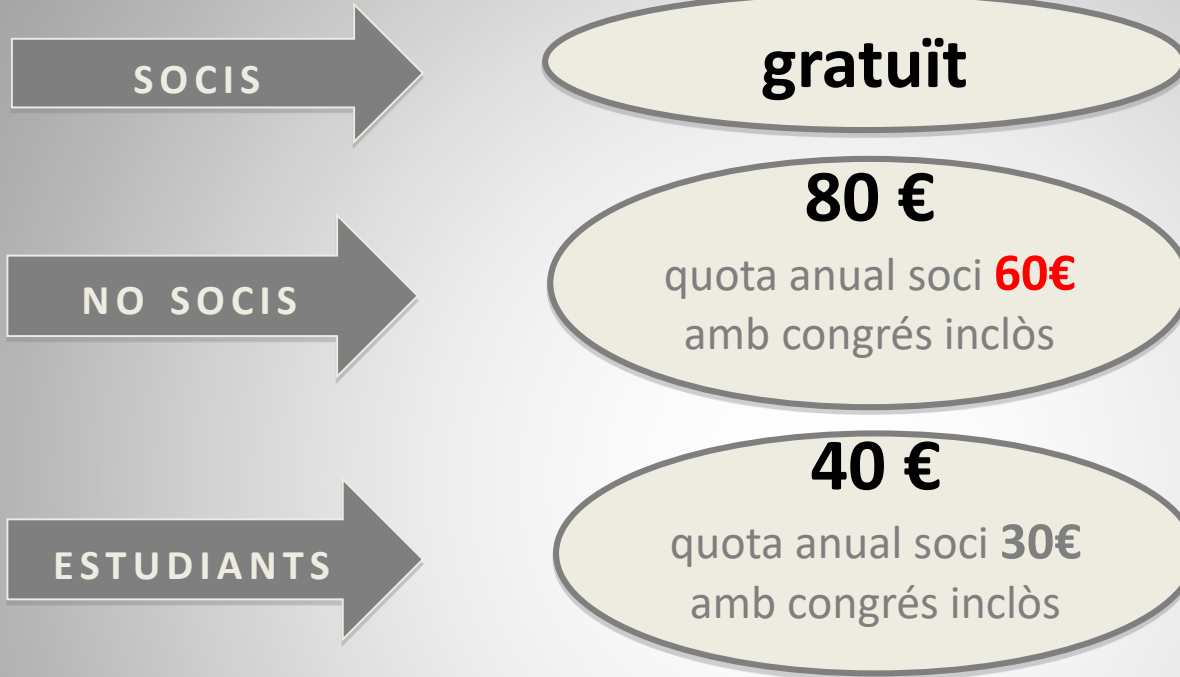 SOCIS
gratuït
NO SOCIS
80 €
quota anual soci 60€
amb congrés inclòs
ESTUDIANTS
40 €
quota anual soci 30€
amb congrés inclòs